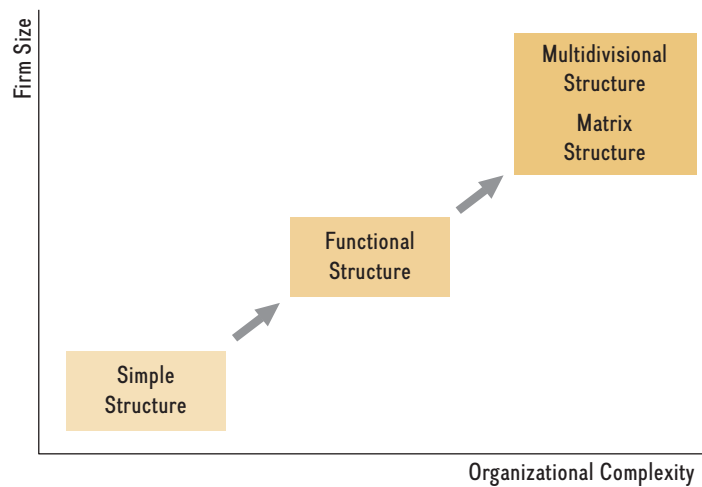 Firm Size
Multidivisional
Structure
Matrix
Structure
Functional
Structure
Simple
Structure
Organizational Complexity